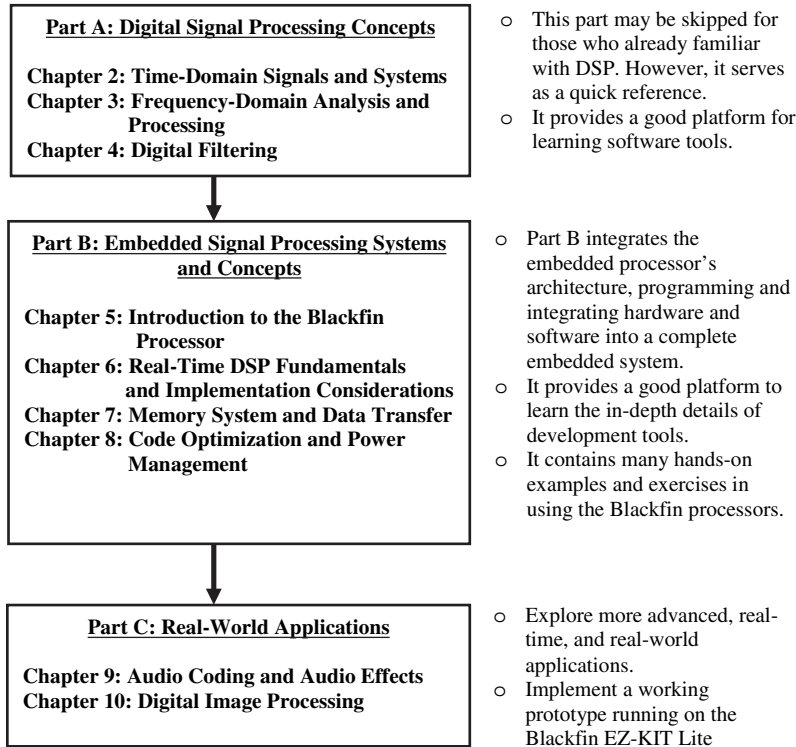 Part A: Digital Signal Processing Concepts
Chapter 2: Time-Domain Signals and Systems
Chapter 3: Frequency-Domain Analysis and
Processing
Chapter 4: Digital Filtering
o This part may be skipped for
those who already familiar
with DSP. However, it serves
as a quick reference.
o It provides a good platform for
learning software tools.
Part B: Embedded Signal Processing Systems
and Concepts
Chapter 5: Introduction to the Blackfin
Processor
Chapter 6: Real-Time DSP Fundamentals
and Implementation Considerations
Chapter 7: Memory System and Data Transfer
Chapter 8: Code Optimization and Power
Management
o Part B integrates the
embedded processor's
architecture, programming and
integrating hardware and
software into a complete
embedded system.
o It provides a good platform to
learn the in-depth details of
development tools.
o It contains many hands-on
examples and exercises in
using the Blackfin processors.
Part C: Real-World Applications
Chapter 9: Audio Coding and Audio Effects
Chapter 10: Digital Image Processing
o Explore more advanced, real-
time, and real-world
applications.
o Implement a working
prototype running on the
Blackfin EZ-KIT Lite